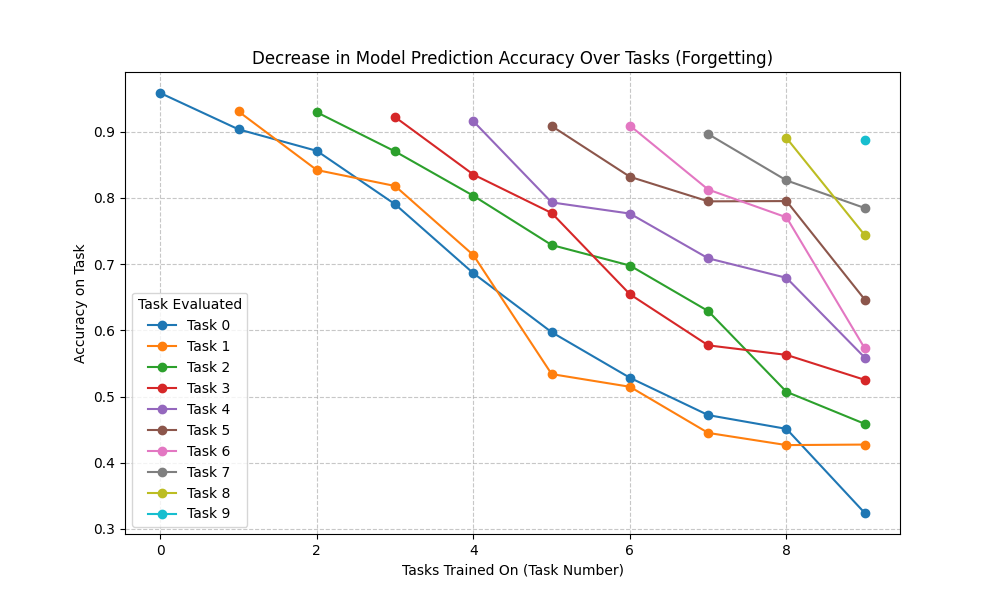 Decrease in Model Prediction Accuracy Over Tasks (Forgetting)
Accuracy on Task
0.9
0.8
0.7
0.6
0.5
0.4
0.3
Task Evaluated
Task 0
Task 1
Task 2
Task 3
Task 4
Task 5
Task 6
Task 7
Task 8
Task 9
0 2 4 6 8
Tasks Trained On (Task Number)